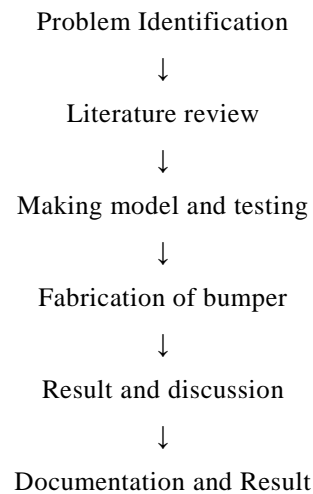 Problem Identification
↓
Literature review
↓
Making model and testing
↓
Fabrication of bumper
↓
Result and discussion
↓
Documentation and Result